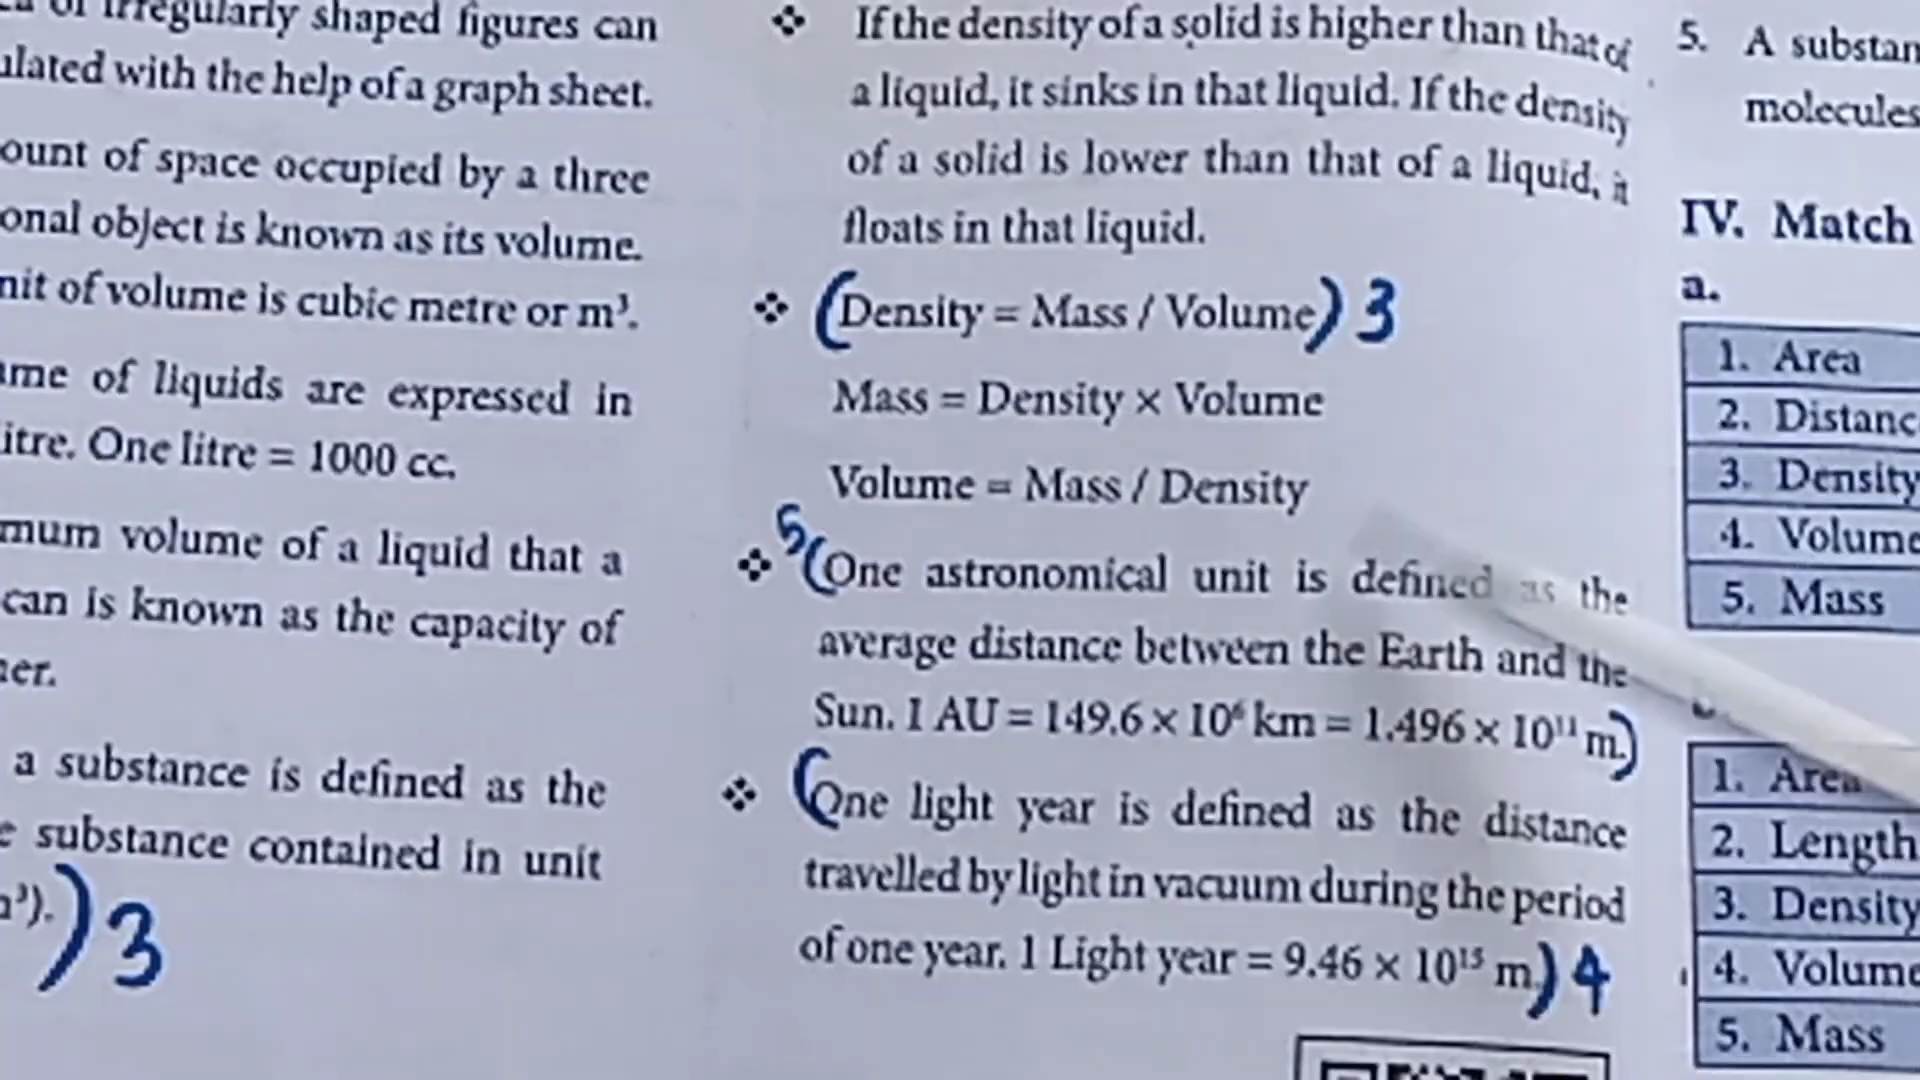 of irregularly shaped figures can
ulated with the help of a graph sheet.
ount of space occupied by a three
onal object is known as its volume.
nit of volume is cubic metre or m³.
ume of liquids are expressed in
itre. One litre = 1000 cc.
mum volume of a liquid that a
can is known as the capacity of
ner.
a substance is defined as the
e substance contained in unit
m³).) 3
❖ If the density of a solid is higher than that of
a liquid, it sinks in that liquid. If the density
of a solid is lower than that of a liquid, it
floats in that liquid.
❖ (Density = Mass / Volume) 3
Mass = Density × Volume
Volume = Mass / Density
5
❖ (One astronomical unit is defined as the
average distance between the Earth and the
Sun. 1 AU = 149.6 × 10⁶ km = 1.496 × 10¹¹ m.)
❖ (One light year is defined as the distance
travelled by light in vacuum during the period
of one year. 1 Light year = 9.46 × 10¹⁵ m.) 4
5. A substan
molecules
IV. Match
a.
1. Area
2. Distanc
3. Density
4. Volume
5. Mass
1. Area
2. Length
3. Density
4. Volume
5. Mass